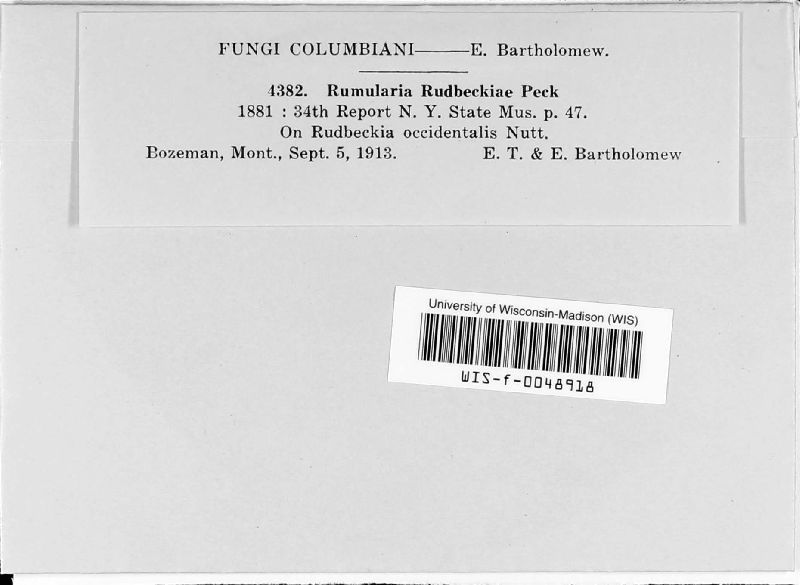 FUNGI COLUMBIANI——E. Bartholomew.
4382. Rumularia Rudbeckiae Peck
1881 : 34th Report N. Y. State Mus. p. 47.
On Rudbeckia occidentalis Nutt.
Bozeman, Mont., Sept. 5, 1913. E. T. & E. Bartholomew
University of Wisconsin-Madison (WIS)
WIS-f-0048918